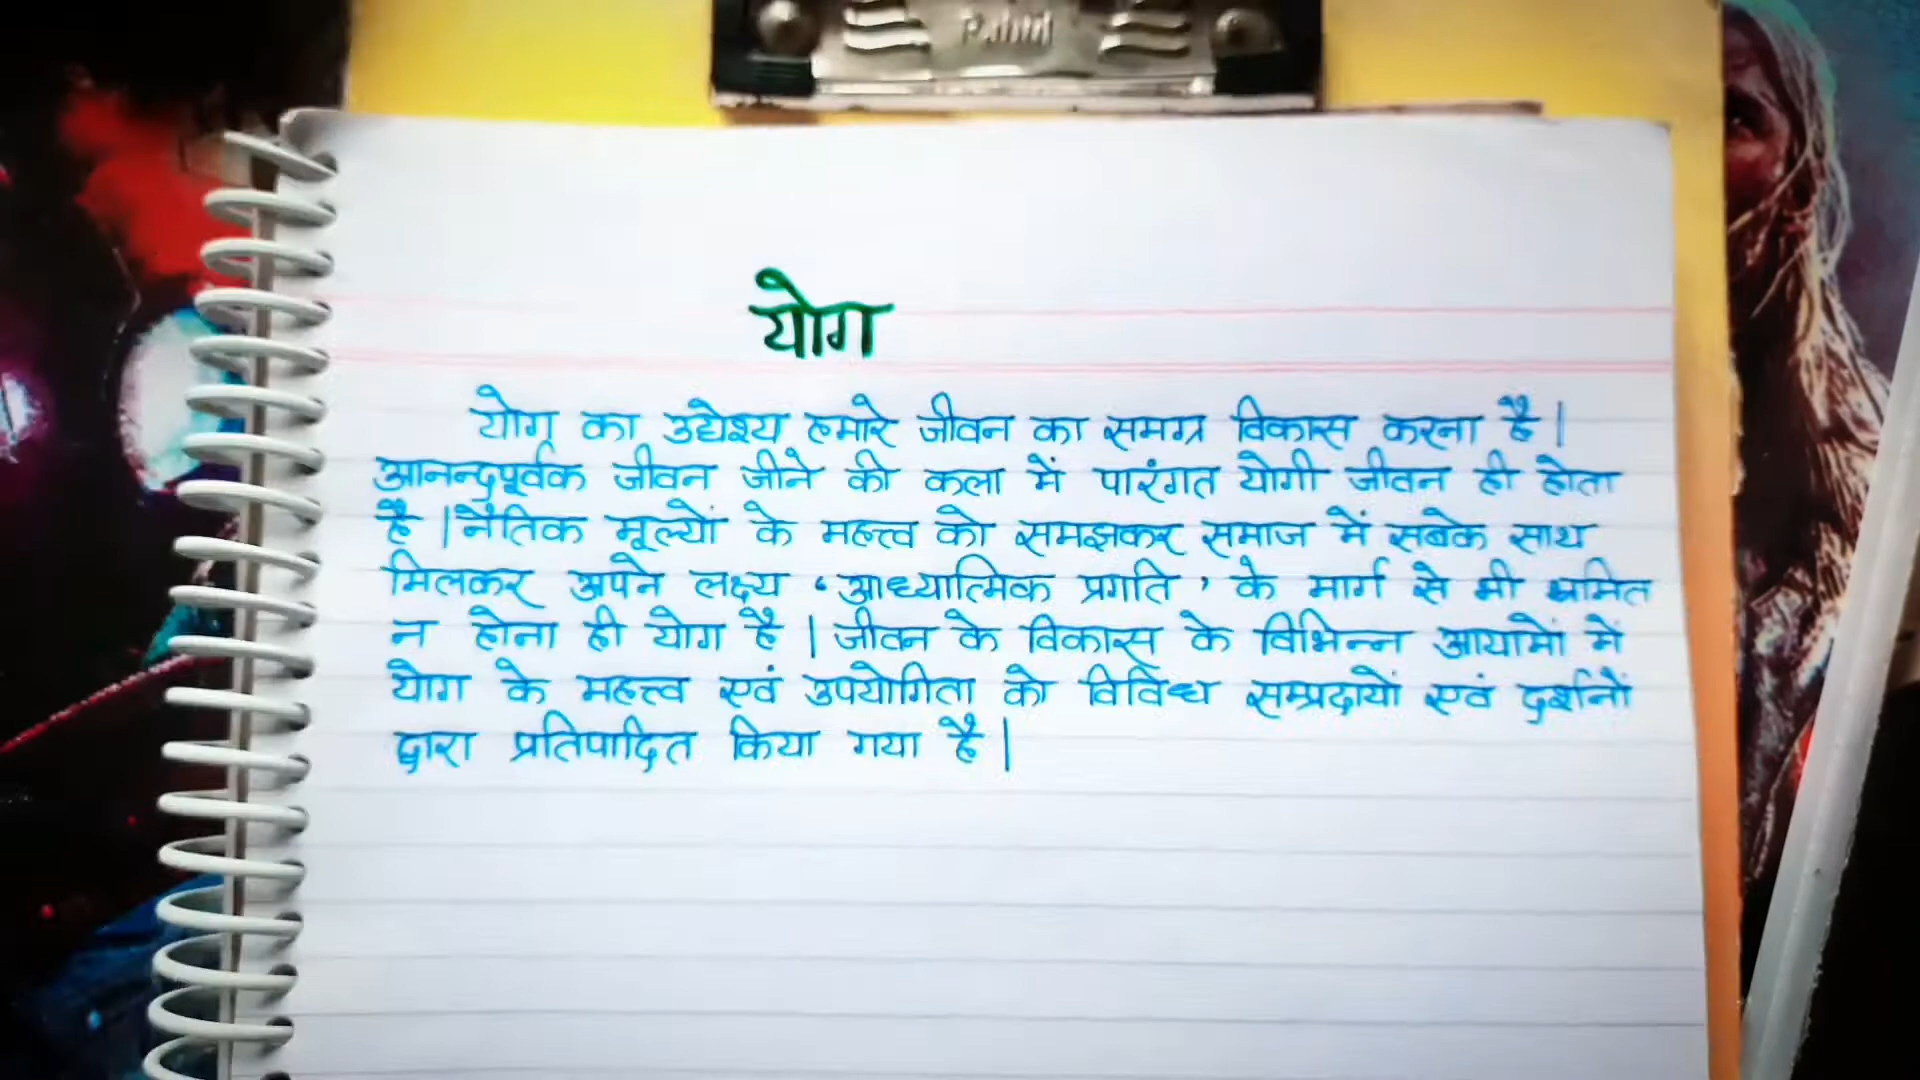 Rahul
योग
योग का उद्येश्य हमारे जीवन का समग्र विकास करना है।
आनन्दपूर्वक जीवन जीने की कला में पारंगत योगी जीवन ही होता
है। नैतिक मूल्यों के महत्त्व को समझकर समाज में सबके साथ
मिलकर अपने लक्ष्य ‘आध्यात्मिक प्रगति’ के मार्ग से भी भ्रमित
न होना ही योग है। जीवन के विकास के विभिन्न आयामों में
योग के महत्त्व एवं उपयोगिता को विविध सम्प्रदायों एवं दर्शनों
द्वारा प्रतिपादित किया गया है।